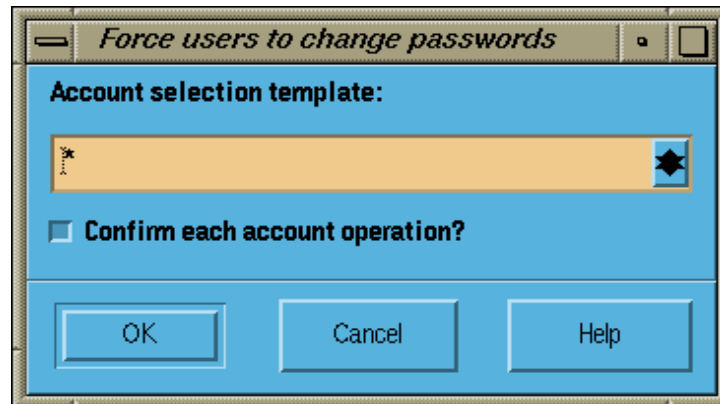 Force users to change passwords
Account selection template:
*
Confirm each account operation?
OK
Cancel
Help